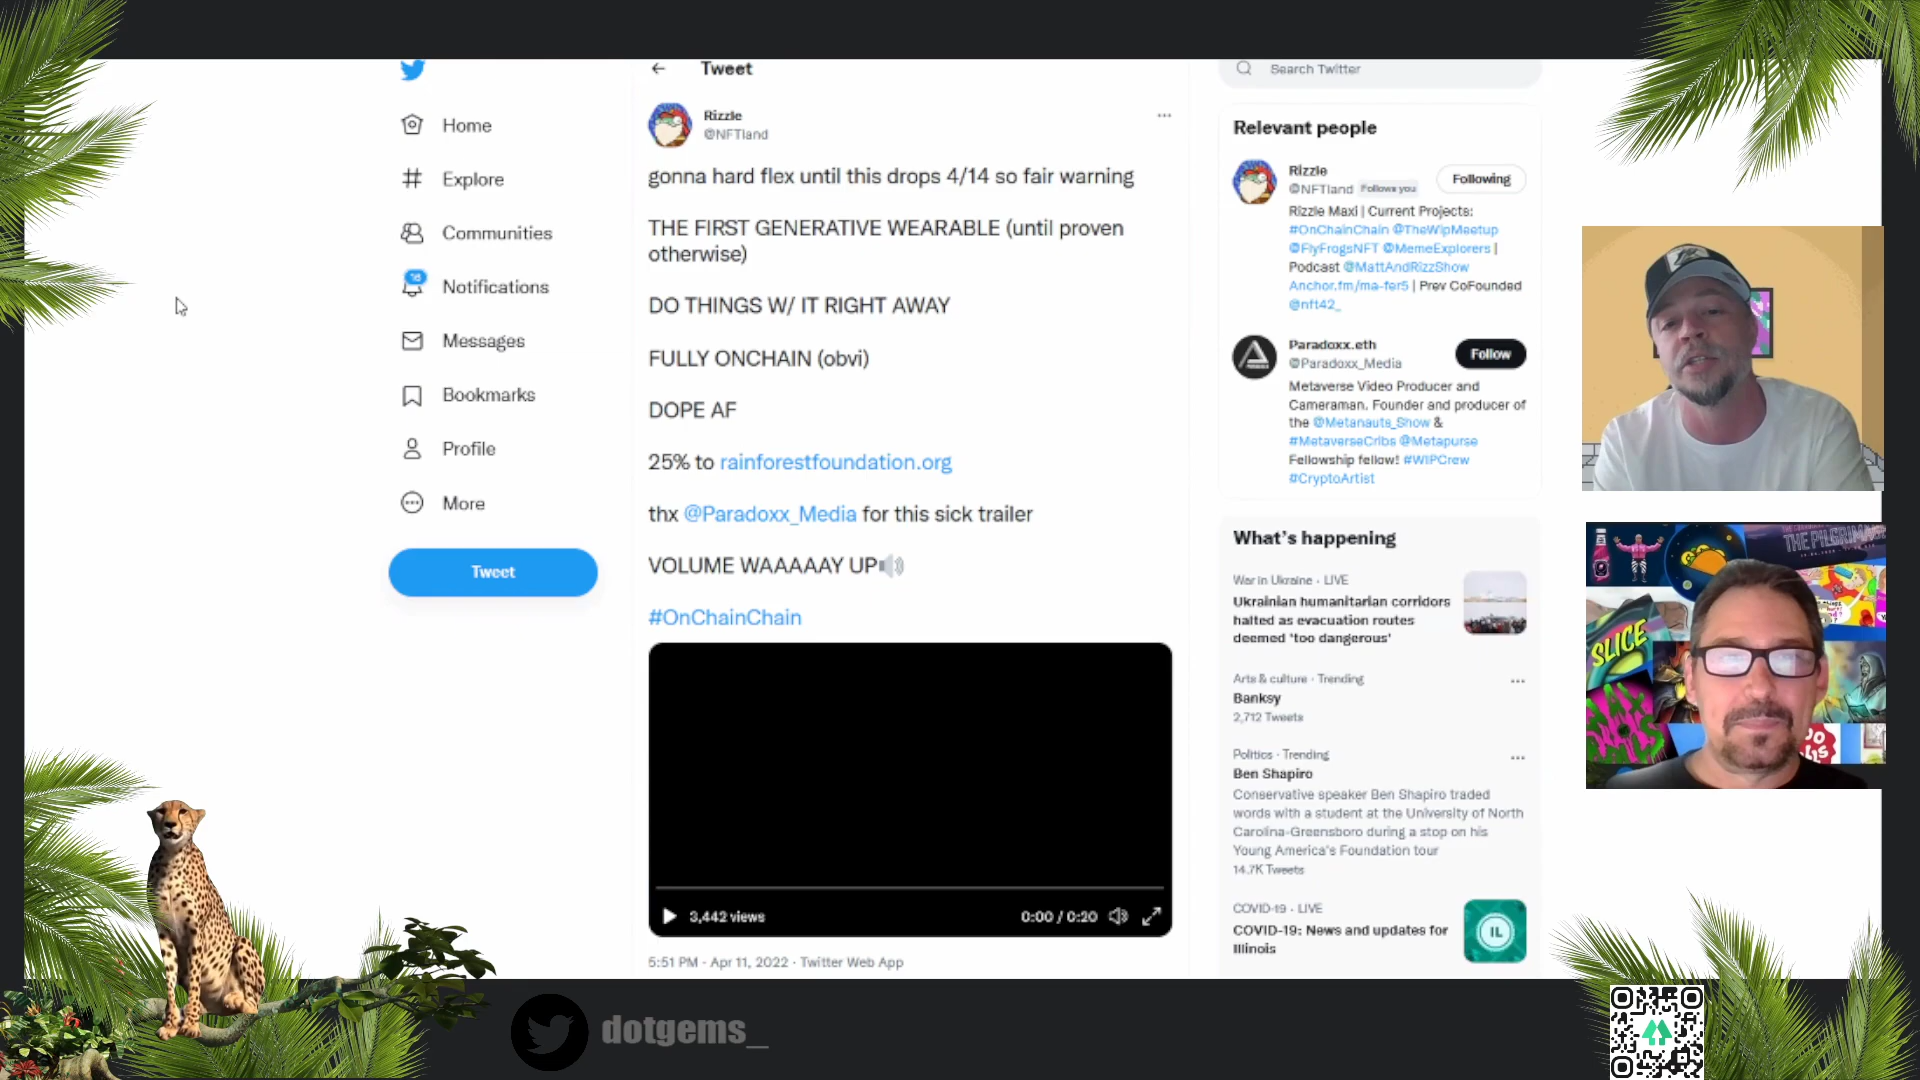 Home
Explore
Communities
18
Notifications
Messages
Bookmarks
Profile
More
Tweet
Tweet
Rizzle
@NFTland
gonna hard flex until this drops 4/14 so fair warning
THE FIRST GENERATIVE WEARABLE (until proven
otherwise)
DO THINGS W/ IT RIGHT AWAY
FULLY ONCHAIN (obvi)
DOPE AF
25% to rainforestfoundation.org
thx @Paradoxx_Media for this sick trailer
VOLUME WAAAAAY UP
#OnChainChain
3,442 views
0:00 / 0:20
5:51 PM · Apr 11, 2022 · Twitter Web App
Search Twitter
Relevant people
Rizzle
Following
@NFTland Follows you
Rizzle Maxi | Current Projects:
#OnChainChain @TheWipMeetup
@FlyFrogsNFT @MemeExplorers |
Podcast @MattAndRizzShow
Anchor.fm/ma-fer5 | Prev CoFounded
@nft42_
Paradoxx.eth
Follow
@Paradoxx_Media
Metaverse Video Producer and
Cameraman. Founder and producer of
the @Metanauts_Show &
#MetaverseCribs @Metapurse
Fellowship fellow! #WIPCrew
#CryptoArtist
What's happening
War in Ukraine · LIVE
Ukrainian humanitarian corridors
halted as evacuation routes
deemed 'too dangerous'
Arts & culture · Trending
Banksy
2,712 Tweets
Politics · Trending
Ben Shapiro
Conservative speaker Ben Shapiro traded
words with a student at the University of North
Carolina-Greensboro during a stop on his
Young America's Foundation tour
14.7K Tweets
COVID-19 · LIVE
COVID-19: News and updates for
Illinois
IL
THE PILGRIMAGE
SLICE
dotgems_